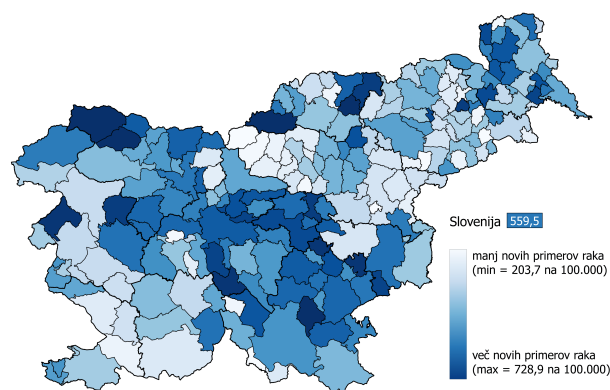 Slovenija 559,5
manj novih primerov raka
(min = 203,7 na 100.000)
več novih primerov raka
(max = 728,9 na 100.000)